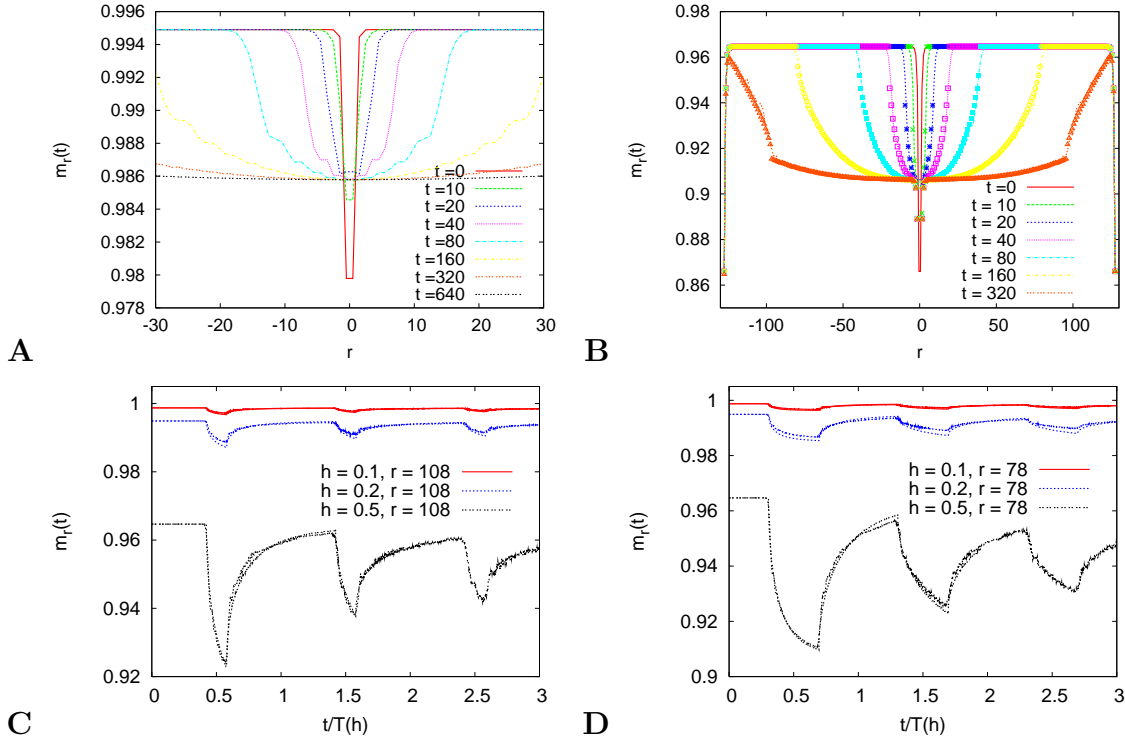 0.996
0.994
0.992
0.99
0.988
0.986
0.984
0.982
0.98
0.978
m_r(t)
t =0
t =10
t =20
t =40
t =80
t =160
t =320
t =640
-30 -20 -10 0 10 20 30
r
A
0.98
0.96
0.94
0.92
0.9
0.88
0.86
m_r(t)
t =0
t = 10
t = 20
t = 40
t = 80
t = 160
t = 320
-100 -50 0 50 100
r
B
1
0.98
0.96
0.94
0.92
m_r(t)
h = 0.1, r = 108
h = 0.2, r = 108
h = 0.5, r = 108
0 0.5 1 1.5 2 2.5 3
t/T(h)
C
1
0.98
0.96
0.94
0.92
0.9
m_r(t)
h = 0.1, r = 78
h = 0.2, r = 78
h = 0.5, r = 78
0 0.5 1 1.5 2 2.5 3
t/T(h)
D